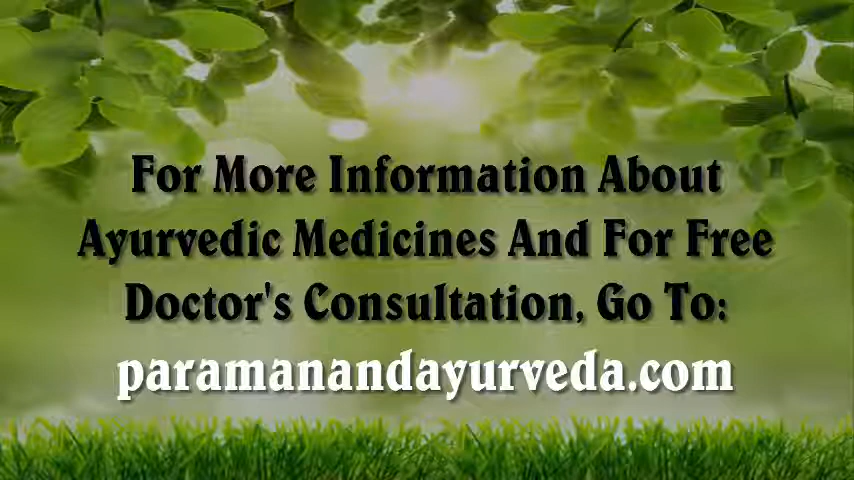 For More Information About
Ayurvedic Medicines And For Free
Doctor's Consultation, Go To:
paramanandayurveda.com